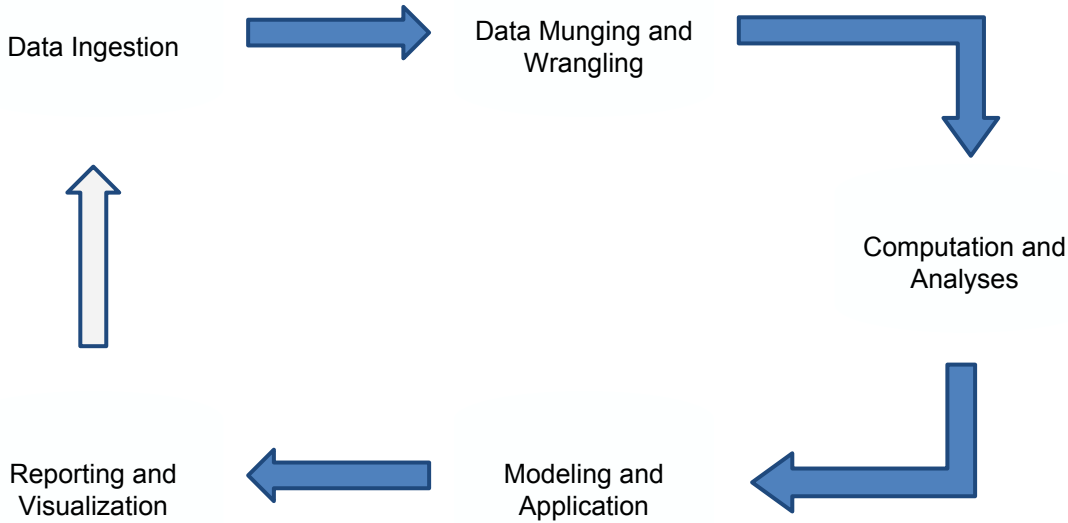 Data Ingestion
Data Munging and
Wrangling
Computation and
Analyses
Modeling and
Application
Reporting and
Visualization